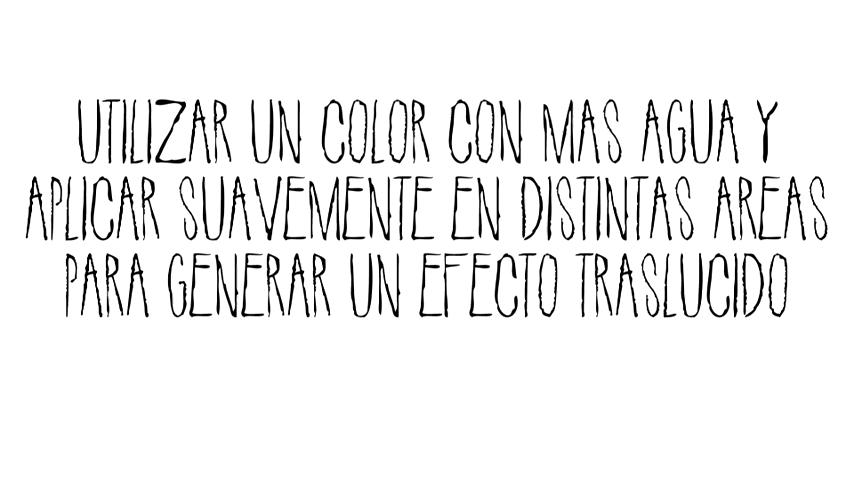 UTILIZAR UN COLOR CON MAS AGUA Y
APLICAR SUAVEMENTE EN DISTINTAS AREAS
PARA GENERAR UN EFECTO TRASLUCIDO